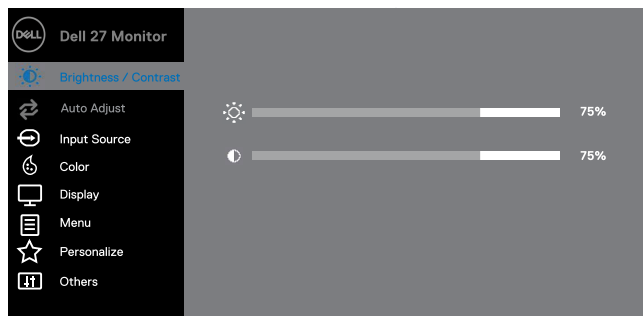 DELL
Dell 27 Monitor
Brightness / Contrast
Auto Adjust
Input Source
Color
Display
Menu
Personalize
Others
75%
75%